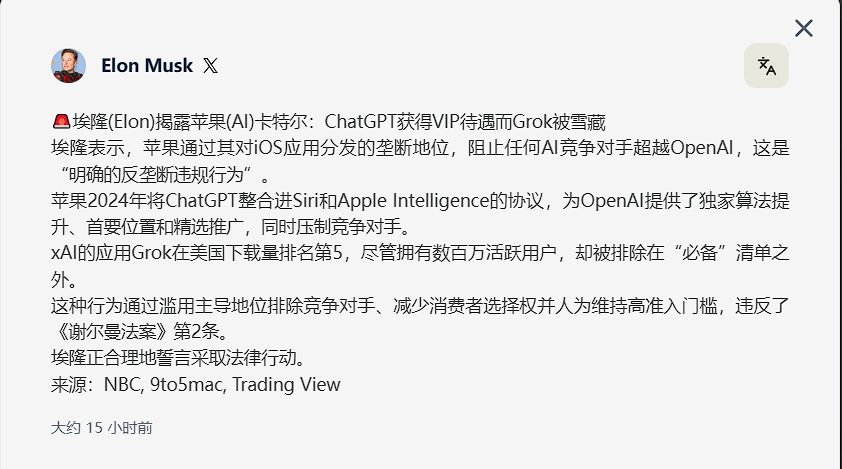 Elon Musk
🚨埃隆(Elon)揭露苹果(AI)卡特尔：ChatGPT获得VIP待遇而Grok被雪藏
埃隆表示，苹果通过其对iOS应用分发的垄断地位，阻止任何AI竞争对手超越OpenAI，这是
“明确的反垄断违规行为”。
苹果2024年将ChatGPT整合进Siri和Apple Intelligence的协议，为OpenAI提供了独家算法提
升、首要位置和精选推广，同时压制竞争对手。
xAI的应用Grok在美国下载量排名第5，尽管拥有数百万活跃用户，却被排除在“必备”清单之
外。
这种行为通过滥用主导地位排除竞争对手、减少消费者选择权并人为维持高准入门槛，违反了
《谢尔曼法案》第2条。
埃隆正合理地誓言采取法律行动。
来源：NBC, 9to5mac, Trading View
大约 15 小时前